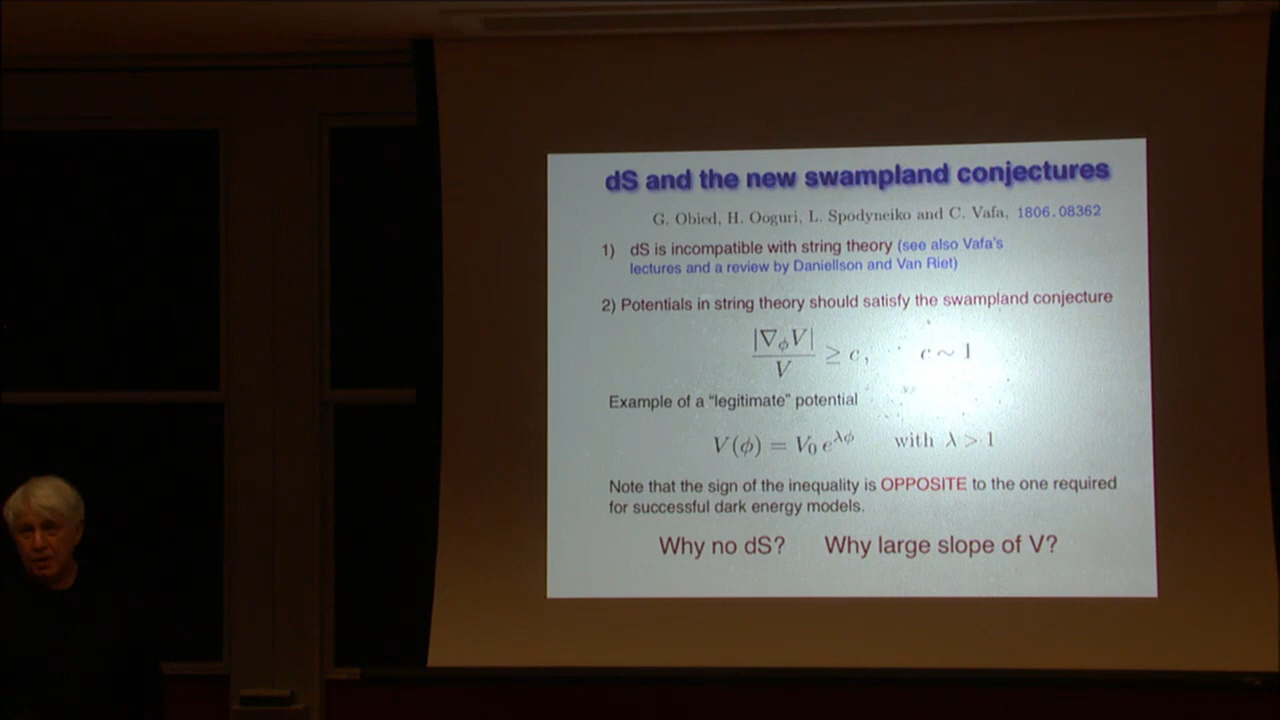 dS and the new swampland conjectures
G. Obied, H. Ooguri, L. Spodyneiko and C. Vafa, 1806.08362
1) dS is incompatible with string theory (see also Vafa's
lectures and a review by Daniellson and Van Riet)
2) Potentials in string theory should satisfy the swampland conjecture
|∇ϕV| / V ≥ c, c ∼ 1
Example of a "legitimate" potential
V(ϕ) = V₀ e^{λϕ} with λ > 1
Note that the sign of the inequality is OPPOSITE to the one required
for successful dark energy models.
Why no dS? Why large slope of V?